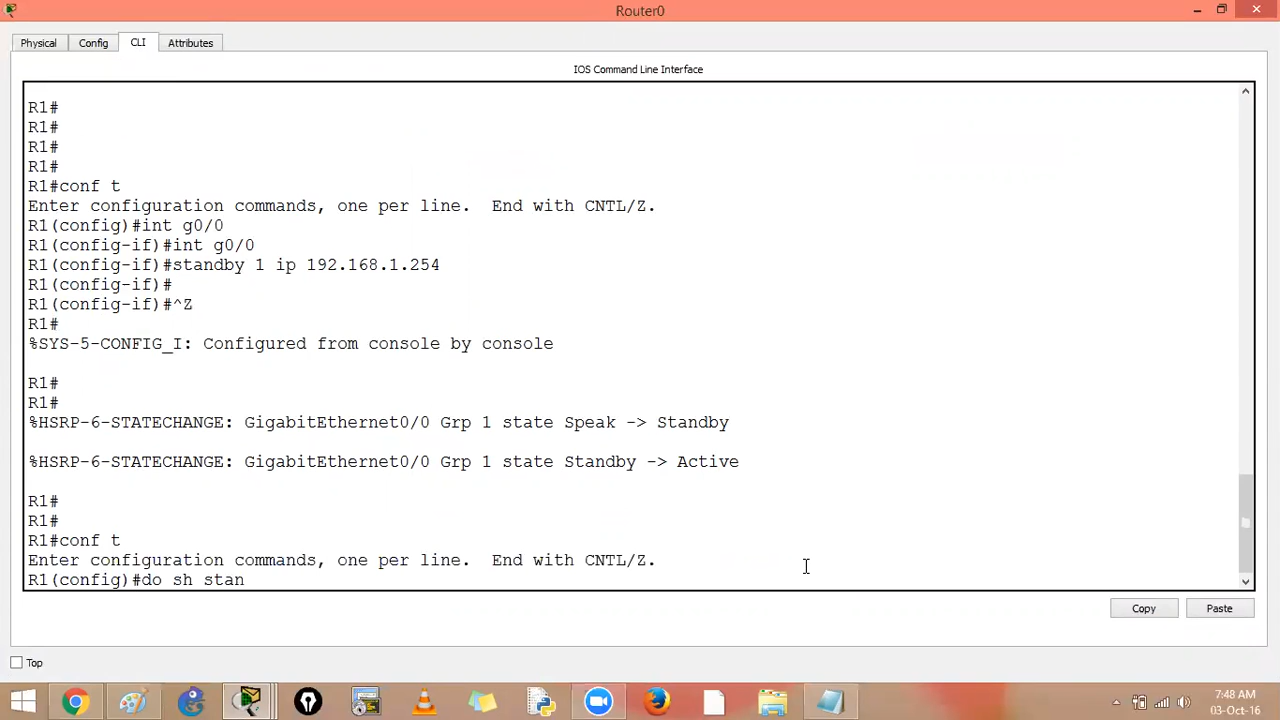 Router0
Physical Config CLI Attributes
IOS Command Line Interface
R1#
R1#
R1#
R1#
R1#conf t
Enter configuration commands, one per line.  End with CNTL/Z.
R1(config)#int g0/0
R1(config-if)#int g0/0
R1(config-if)#standby 1 ip 192.168.1.254
R1(config-if)#
R1(config-if)#^Z
R1#
%SYS-5-CONFIG_I: Configured from console by console
R1#
R1#
%HSRP-6-STATECHANGE: GigabitEthernet0/0 Grp 1 state Speak -> Standby
%HSRP-6-STATECHANGE: GigabitEthernet0/0 Grp 1 state Standby -> Active
R1#
R1#
R1#conf t
Enter configuration commands, one per line.  End with CNTL/Z.
R1(config)#do sh stan
Copy Paste
Top
7:48 AM
03-Oct-16